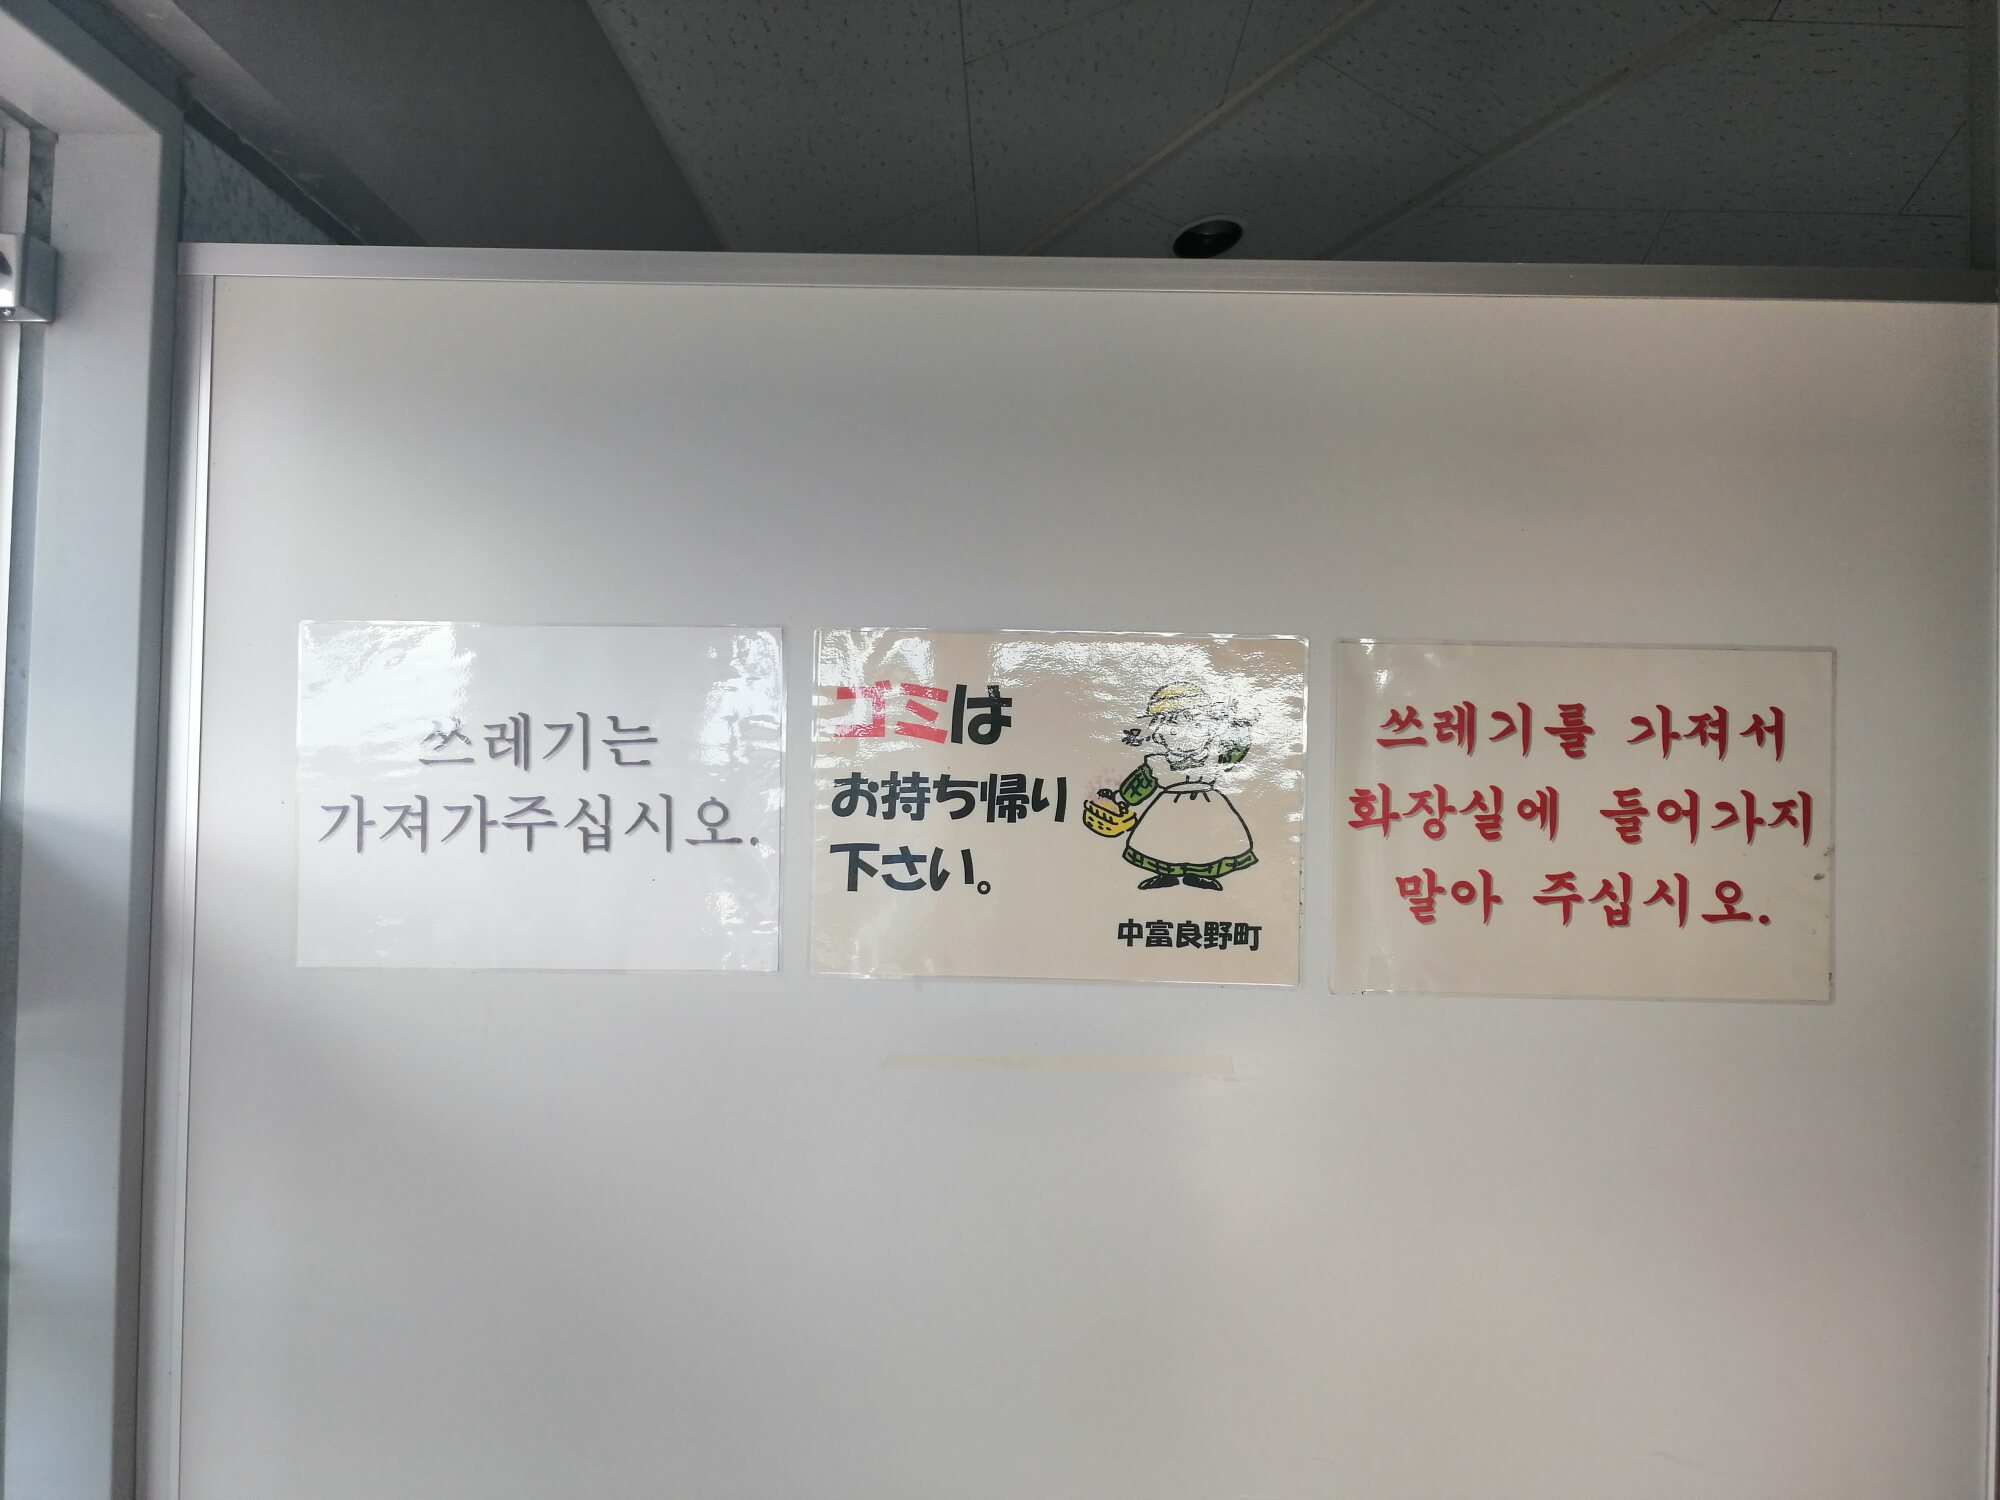 쓰레기는
가져가주십시오.
ゴミは
お持ち帰り
下さい。
中富良野町
쓰레기를 가져서
화장실에 들어가지
말아 주십시오.